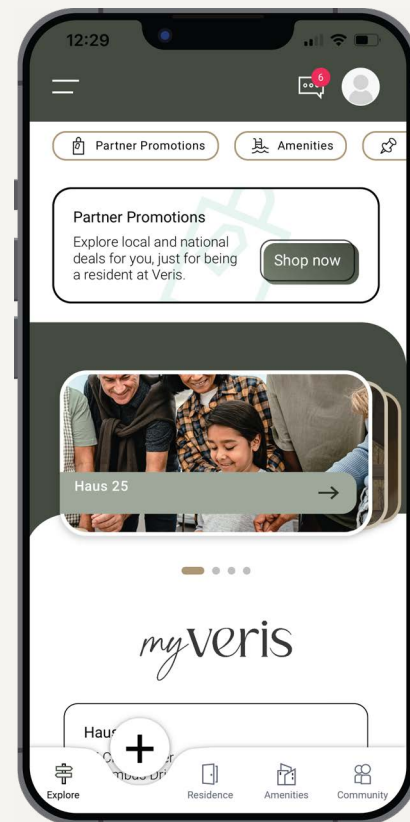 12:29
6
Partner Promotions
Amenities
Partner Promotions
Explore local and national
deals for you, just for being
a resident at Veris.
Shop now
Haus 25
myveris
Explore
Residence
Amenities
Community